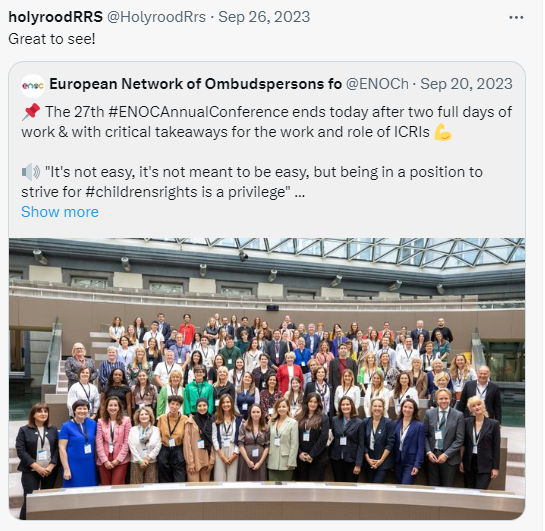 holyroodRRS @HolyroodRrs · Sep 26, 2023
Great to see!
enoc European Network of Ombudspersons fo @ENOCh · Sep 20, 2023
📌 The 27th #ENOCAnnualConference ends today after two full days of
work & with critical takeaways for the work and role of ICRIs 💪
🔊 "It's not easy, it's not meant to be easy, but being in a position to
strive for #childrensrights is a privilege" ...
Show more